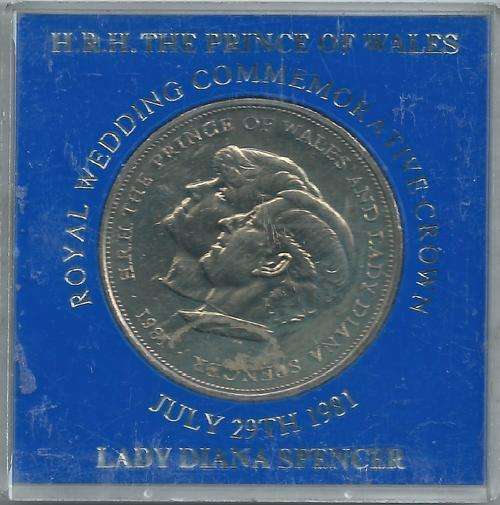 H.R.H. THE PRINCE OF WALES
ROYAL WEDDING COMMEMORATIVE CROWN
H.R.H. THE PRINCE OF WALES AND LADY DIANA SPENCER 1981
JULY 29TH 1981
LADY DIANA SPENCER